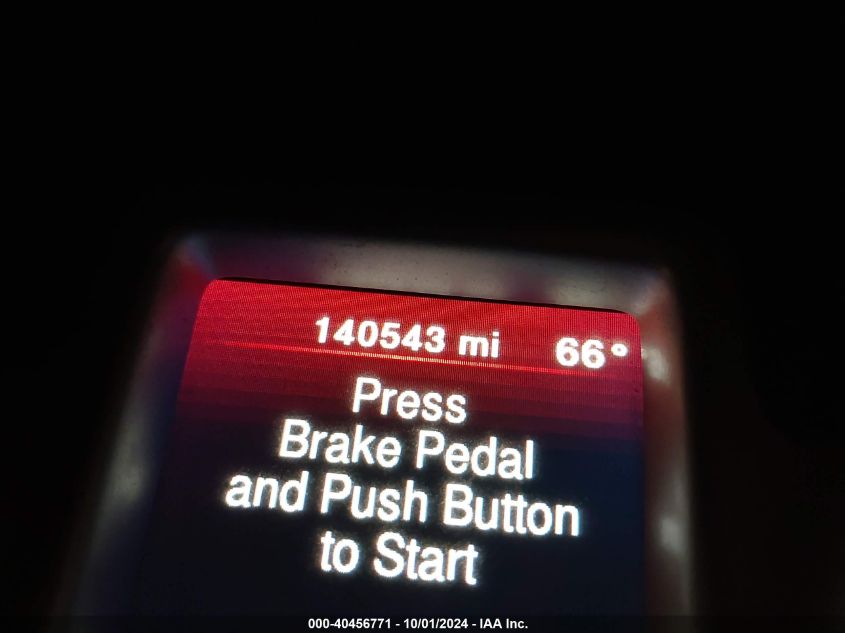 140543 mi 66°
Press
Brake Pedal
and Push Button
to Start
000-40456771 - 10/01/2024 - IAA Inc.